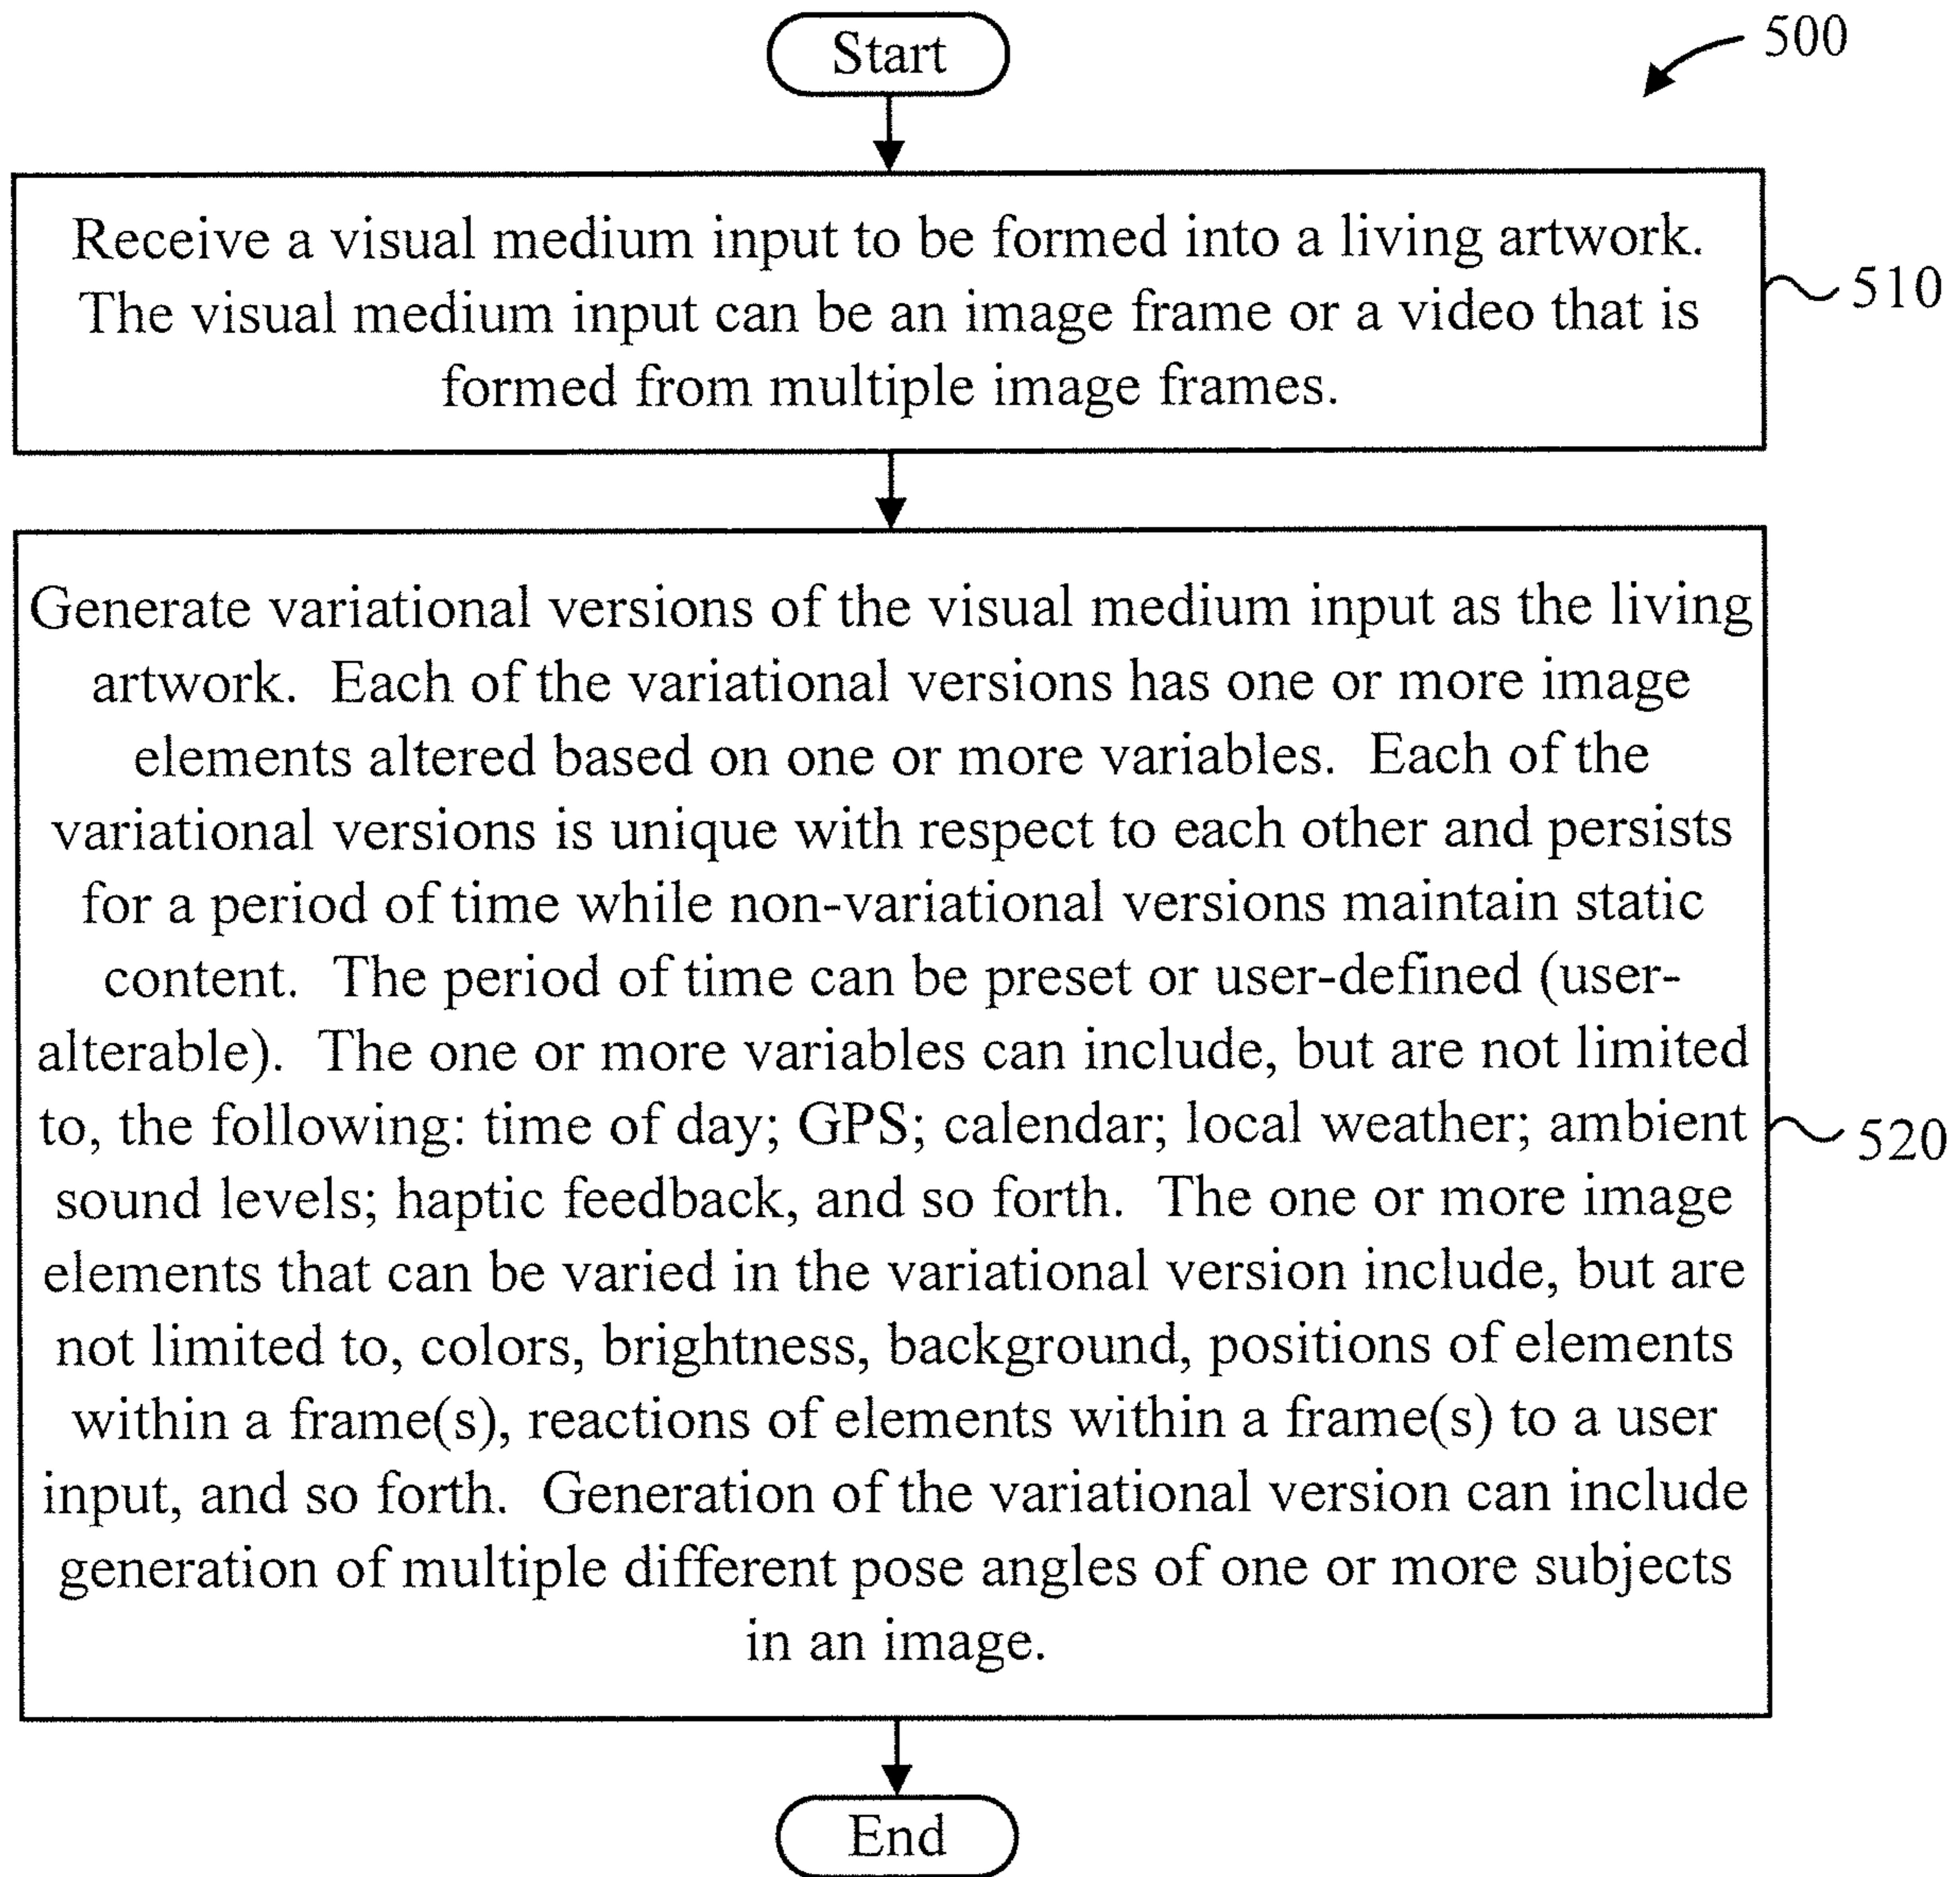 Start
500
Receive a visual medium input to be formed into a living artwork.
The visual medium input can be an image frame or a video that is
formed from multiple image frames.
510
Generate variational versions of the visual medium input as the living
artwork. Each of the variational versions has one or more image
elements altered based on one or more variables. Each of the
variational versions is unique with respect to each other and persists
for a period of time while non-variational versions maintain static
content. The period of time can be preset or user-defined (user-
alterable). The one or more variables can include, but are not limited
to, the following: time of day; GPS; calendar; local weather; ambient
sound levels; haptic feedback, and so forth. The one or more image
elements that can be varied in the variational version include, but are
not limited to, colors, brightness, background, positions of elements
within a frame(s), reactions of elements within a frame(s) to a user
input, and so forth. Generation of the variational version can include
generation of multiple different pose angles of one or more subjects
in an image.
520
End